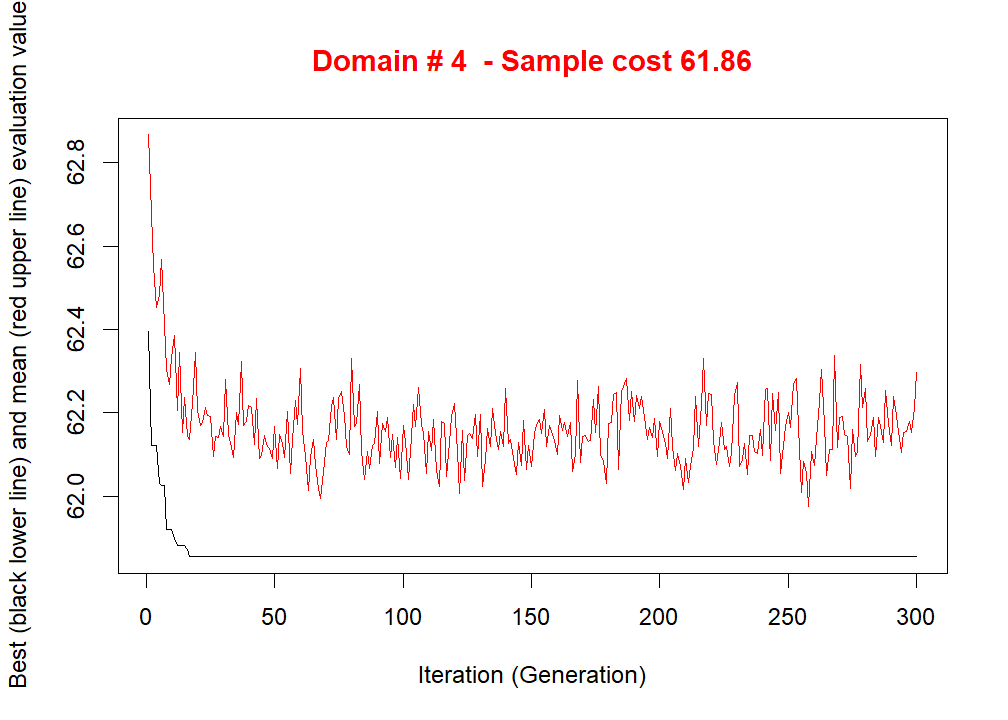 Domain # 4  - Sample cost 61.86
Best (black lower line) and mean (red upper line) evaluation value
62.8
62.6
62.4
62.2
62.0
0 50 100 150 200 250 300
Iteration (Generation)